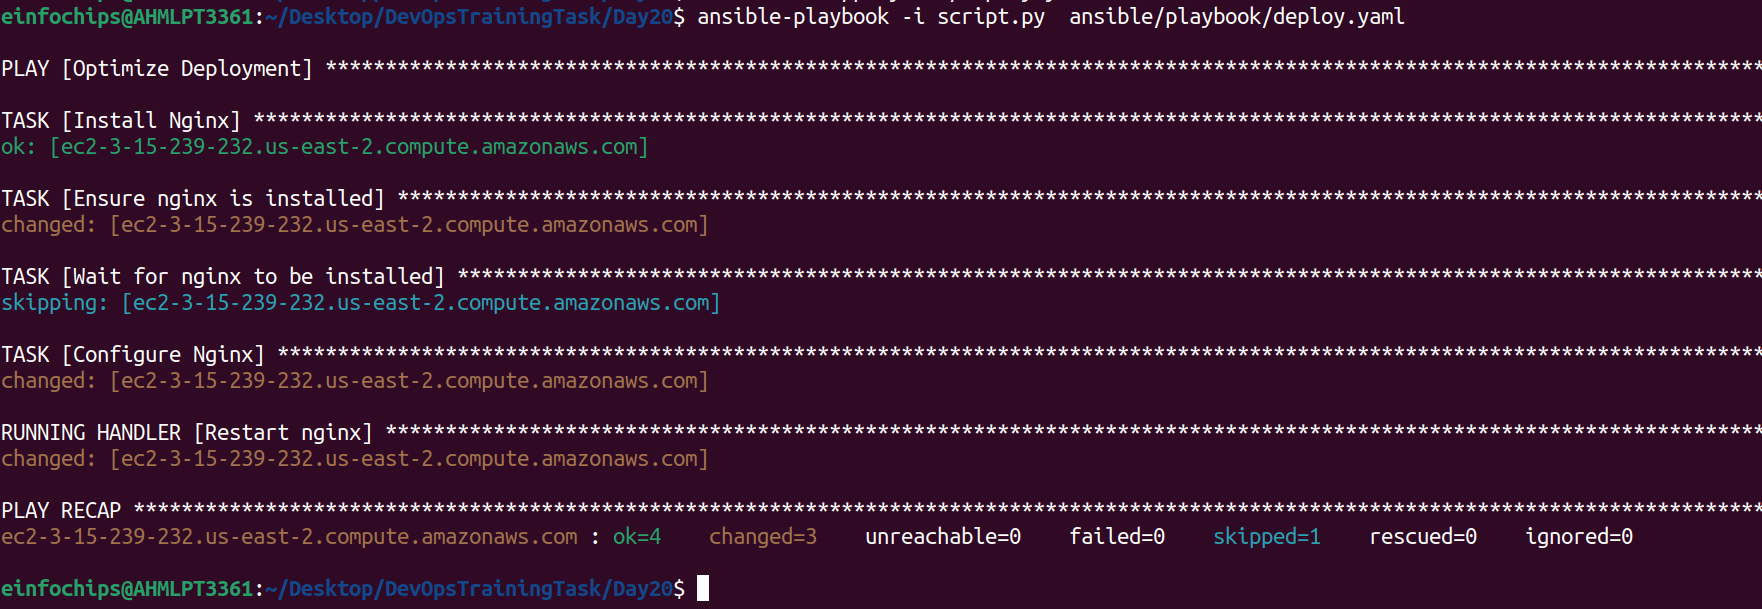 einfochips@AHMLPT3361:~/Desktop/DevOpsTrainingTask/Day20$ ansible-playbook -i script.py  ansible/playbook/deploy.yaml
PLAY [Optimize Deployment] ************************************************************************************************************************
TASK [Install Nginx] ******************************************************************************************************************************
ok: [ec2-3-15-239-232.us-east-2.compute.amazonaws.com]
TASK [Ensure nginx is installed] ******************************************************************************************************************
changed: [ec2-3-15-239-232.us-east-2.compute.amazonaws.com]
TASK [Wait for nginx to be installed] *************************************************************************************************************
skipping: [ec2-3-15-239-232.us-east-2.compute.amazonaws.com]
TASK [Configure Nginx] ****************************************************************************************************************************
changed: [ec2-3-15-239-232.us-east-2.compute.amazonaws.com]
RUNNING HANDLER [Restart nginx] *******************************************************************************************************************
changed: [ec2-3-15-239-232.us-east-2.compute.amazonaws.com]
PLAY RECAP ****************************************************************************************************************************************
ec2-3-15-239-232.us-east-2.compute.amazonaws.com : ok=4    changed=3    unreachable=0    failed=0    skipped=1    rescued=0    ignored=0
einfochips@AHMLPT3361:~/Desktop/DevOpsTrainingTask/Day20$